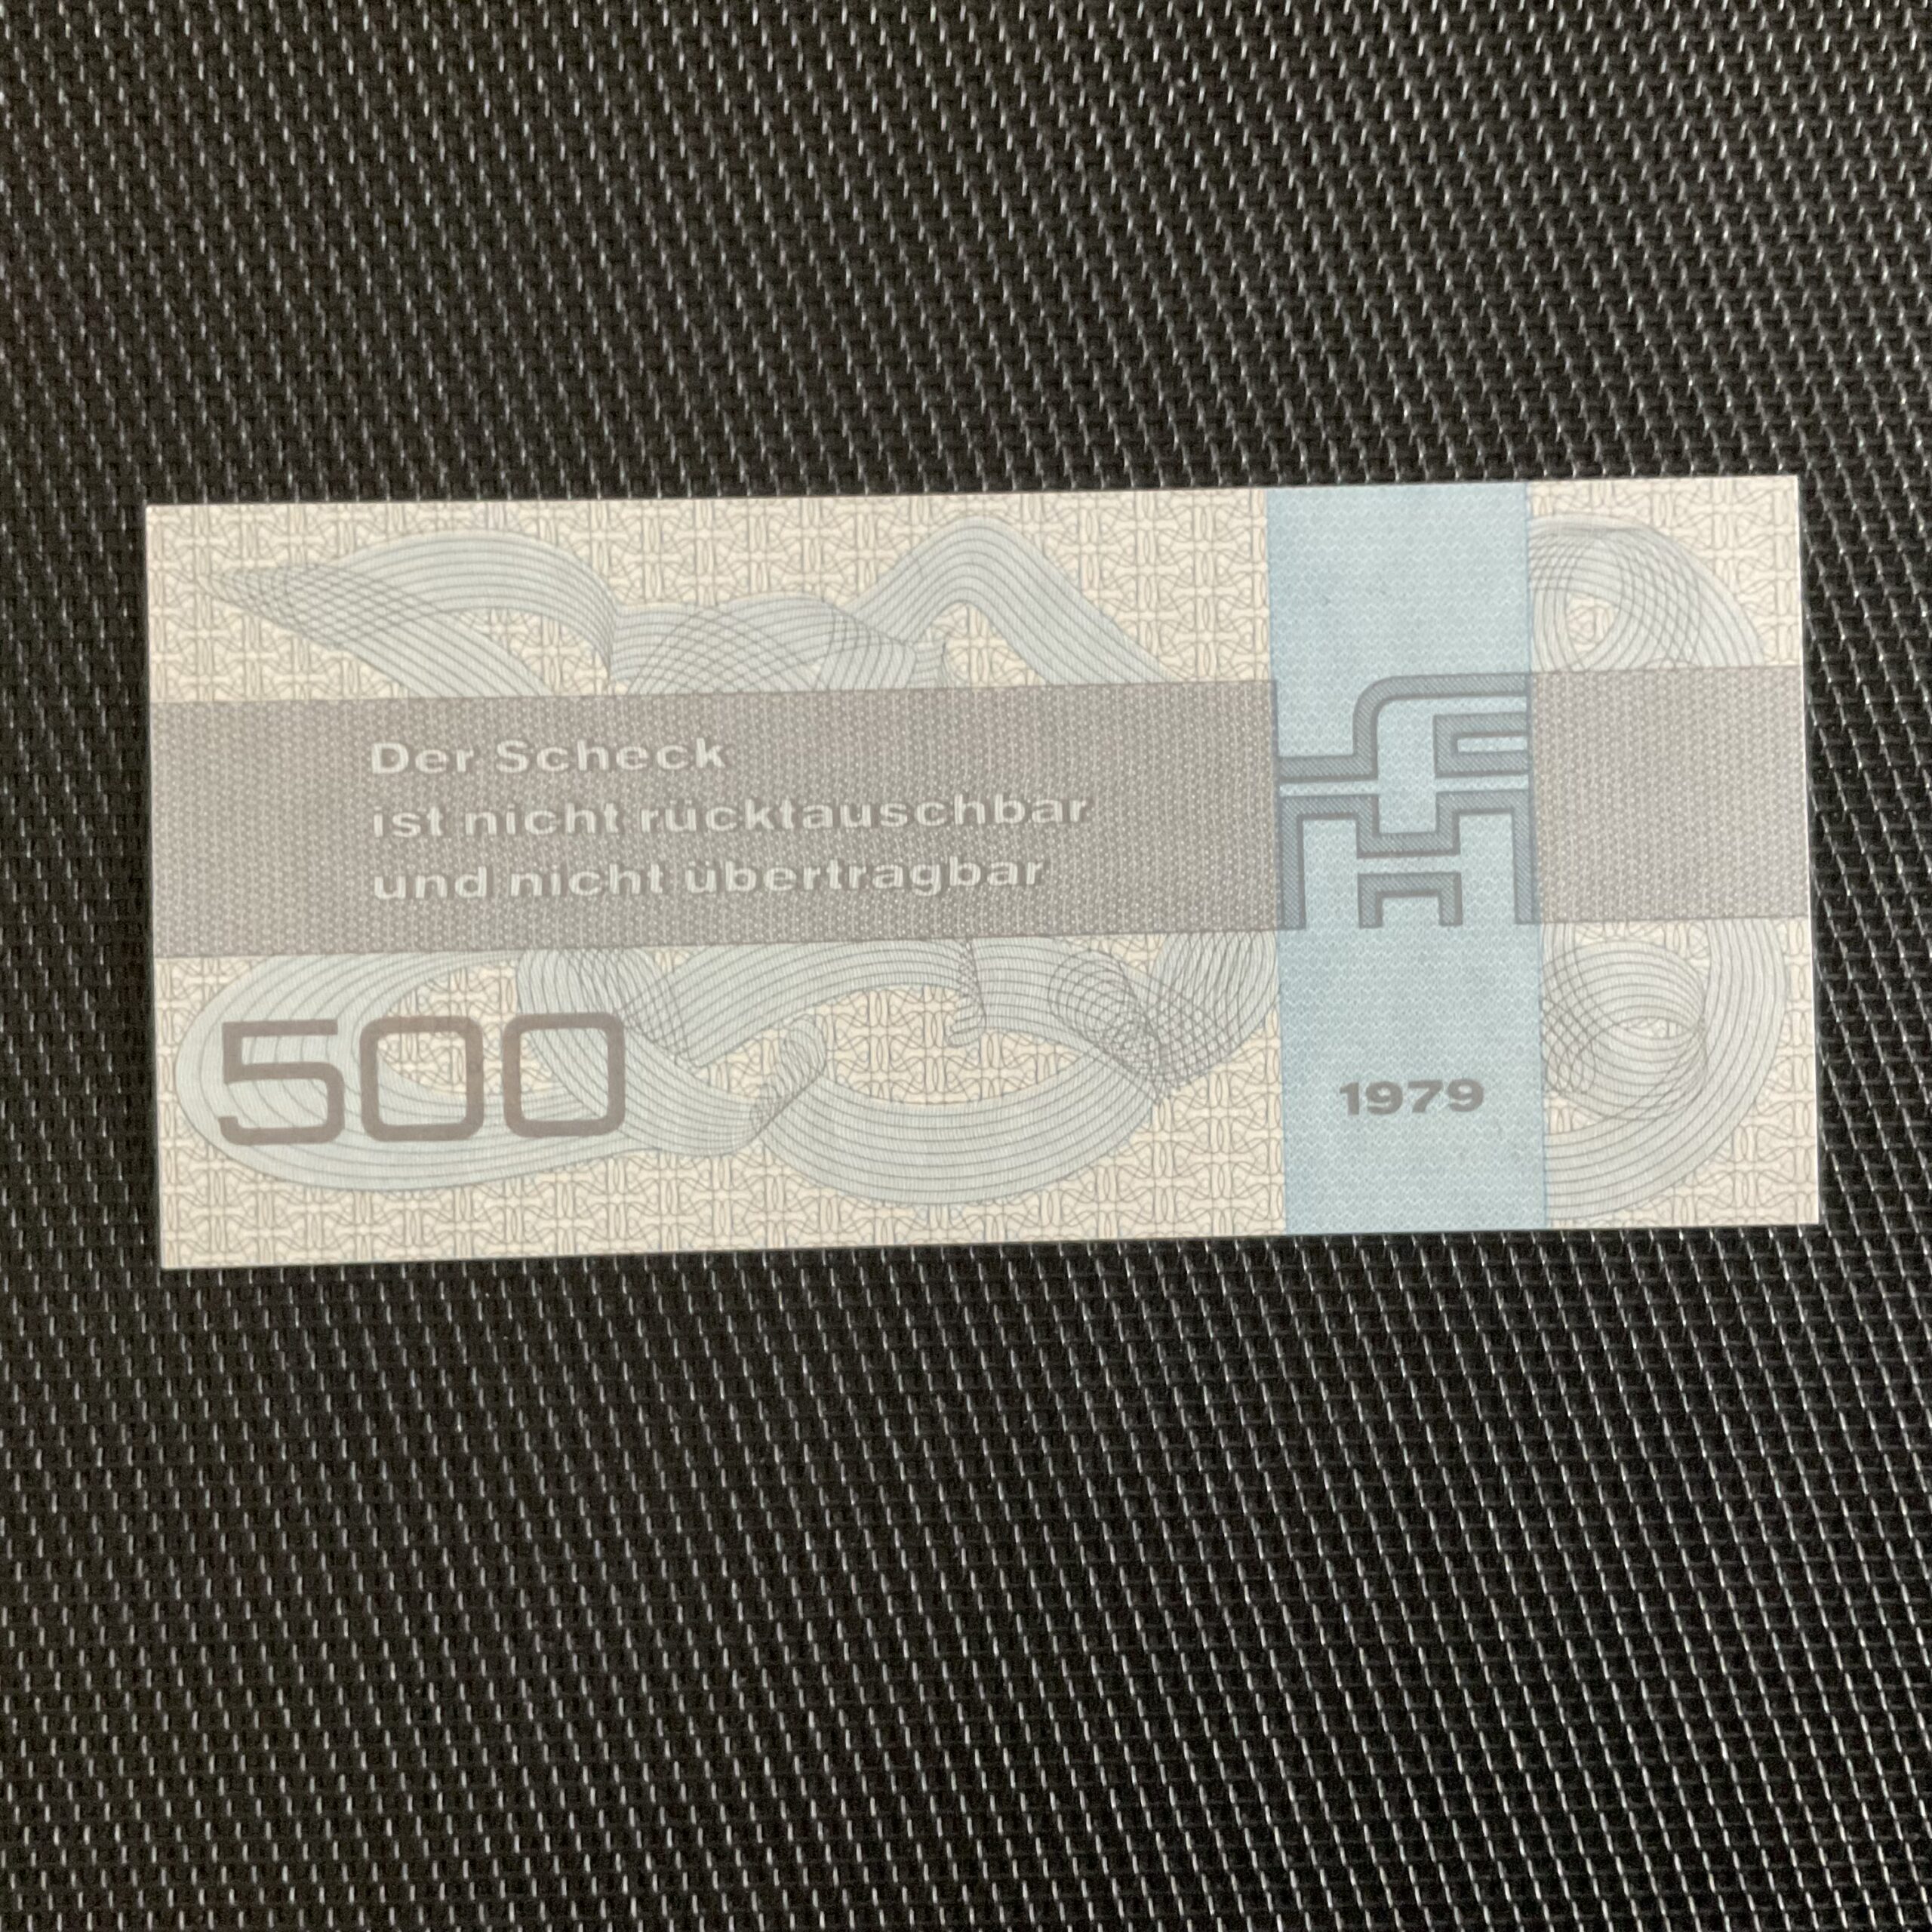 Der Scheck
ist nicht rücktauschbar
und nicht übertragbar
500
1979